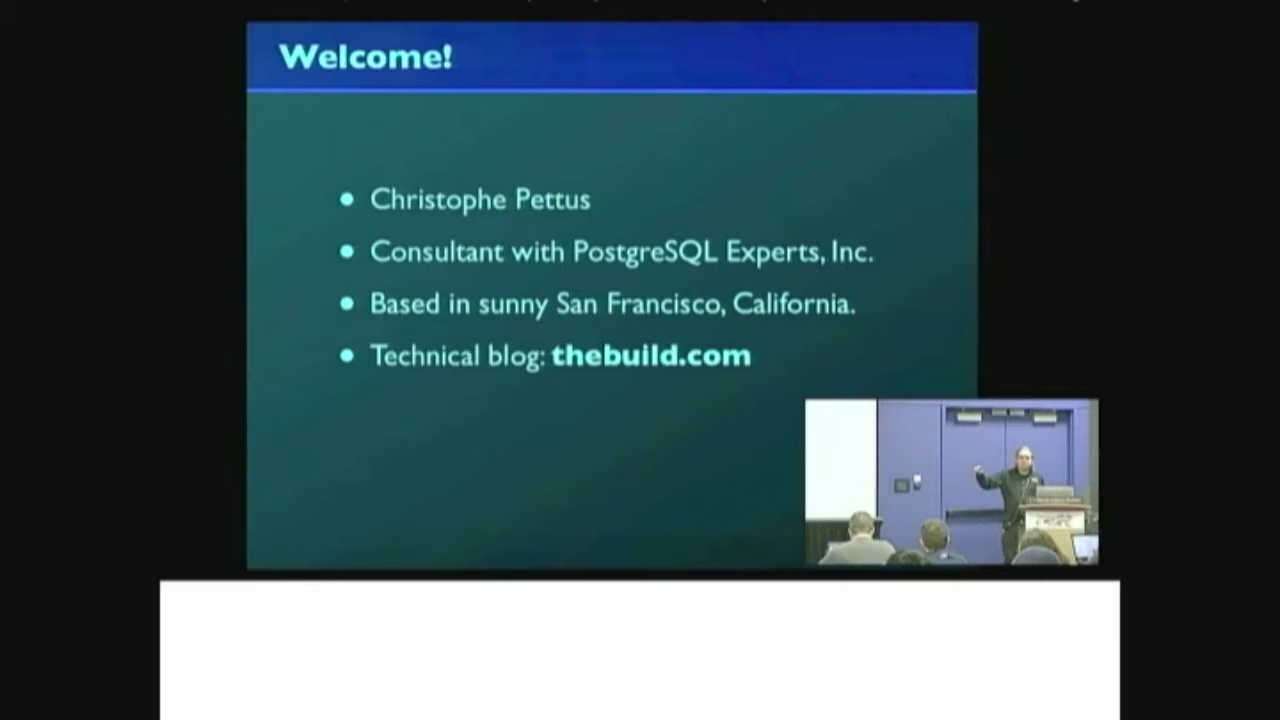 Welcome!
Christophe Pettus
Consultant with PostgreSQL Experts, Inc.
Based in sunny San Francisco, California.
Technical blog: thebuild.com